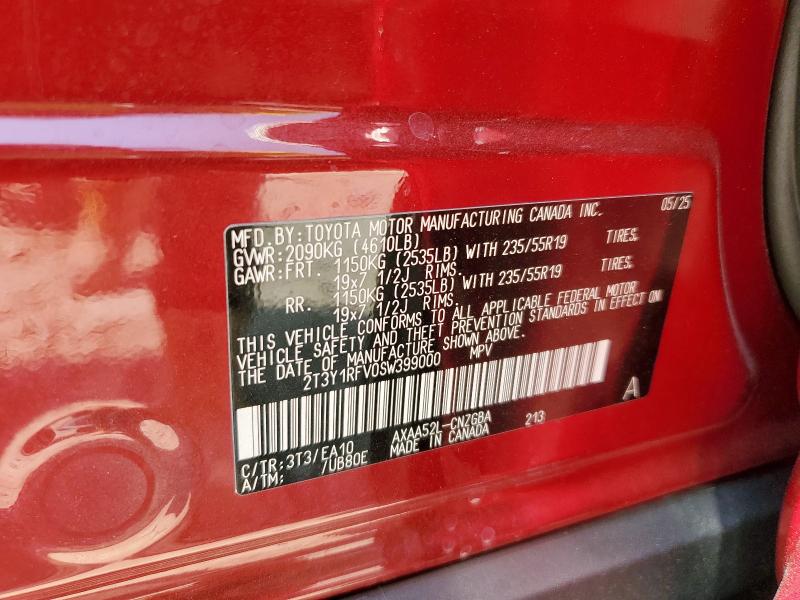 MFD.BY:TOYOTA MOTOR MANUFACTURING CANADA INC. 05/25
GVWR:2090KG (4610LB)
GAWR:FRT. 1150KG (2535LB) WITH 235/55R19 TIRES.
19x7 1/2J RIMS.
RR. 1150KG (2535LB) WITH 235/55R19 TIRES.
19x7 1/2J RIMS.
THIS VEHICLE CONFORMS TO ALL APPLICABLE FEDERAL MOTOR
VEHICLE SAFETY AND THEFT PREVENTION STANDARDS IN EFFECT ON
THE DATE OF MANUFACTURE SHOWN ABOVE.
2T3Y1RFV0SW399000 MPV
A
C/TR:3T3/EA10 AXAA52L-CNZGBA 213
A/TM: /UB80E MADE IN CANADA